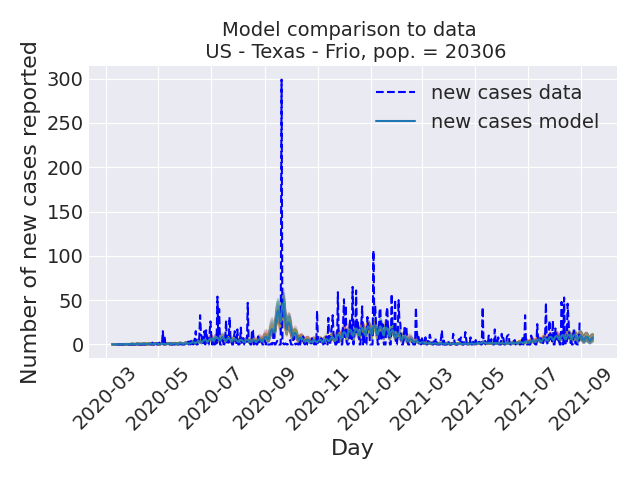 Model comparison to data
US - Texas - Frio, pop. = 20306
Number of new cases reported
300
250
200
150
100
50
0
new cases data
new cases model
2020-03
2020-05
2020-07
2020-09
2020-11
2021-01
2021-03
2021-05
2021-07
2021-09
Day